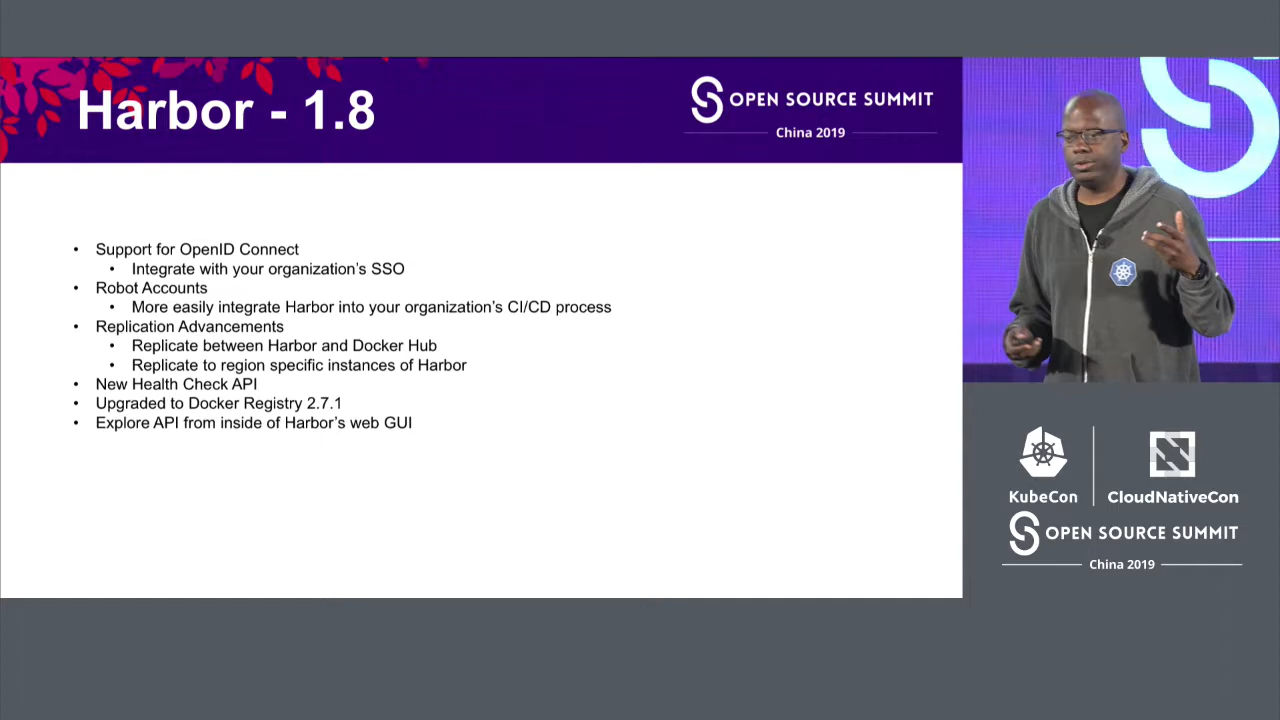 Harbor - 1.8
OPEN SOURCE SUMMIT
China 2019
• Support for OpenID Connect
• Integrate with your organization's SSO
• Robot Accounts
• More easily integrate Harbor into your organization's CI/CD process
• Replication Advancements
• Replicate between Harbor and Docker Hub
• Replicate to region specific instances of Harbor
• New Health Check API
• Upgraded to Docker Registry 2.7.1
• Explore API from inside of Harbor's web GUI
KubeCon
CloudNativeCon
OPEN SOURCE SUMMIT
China 2019